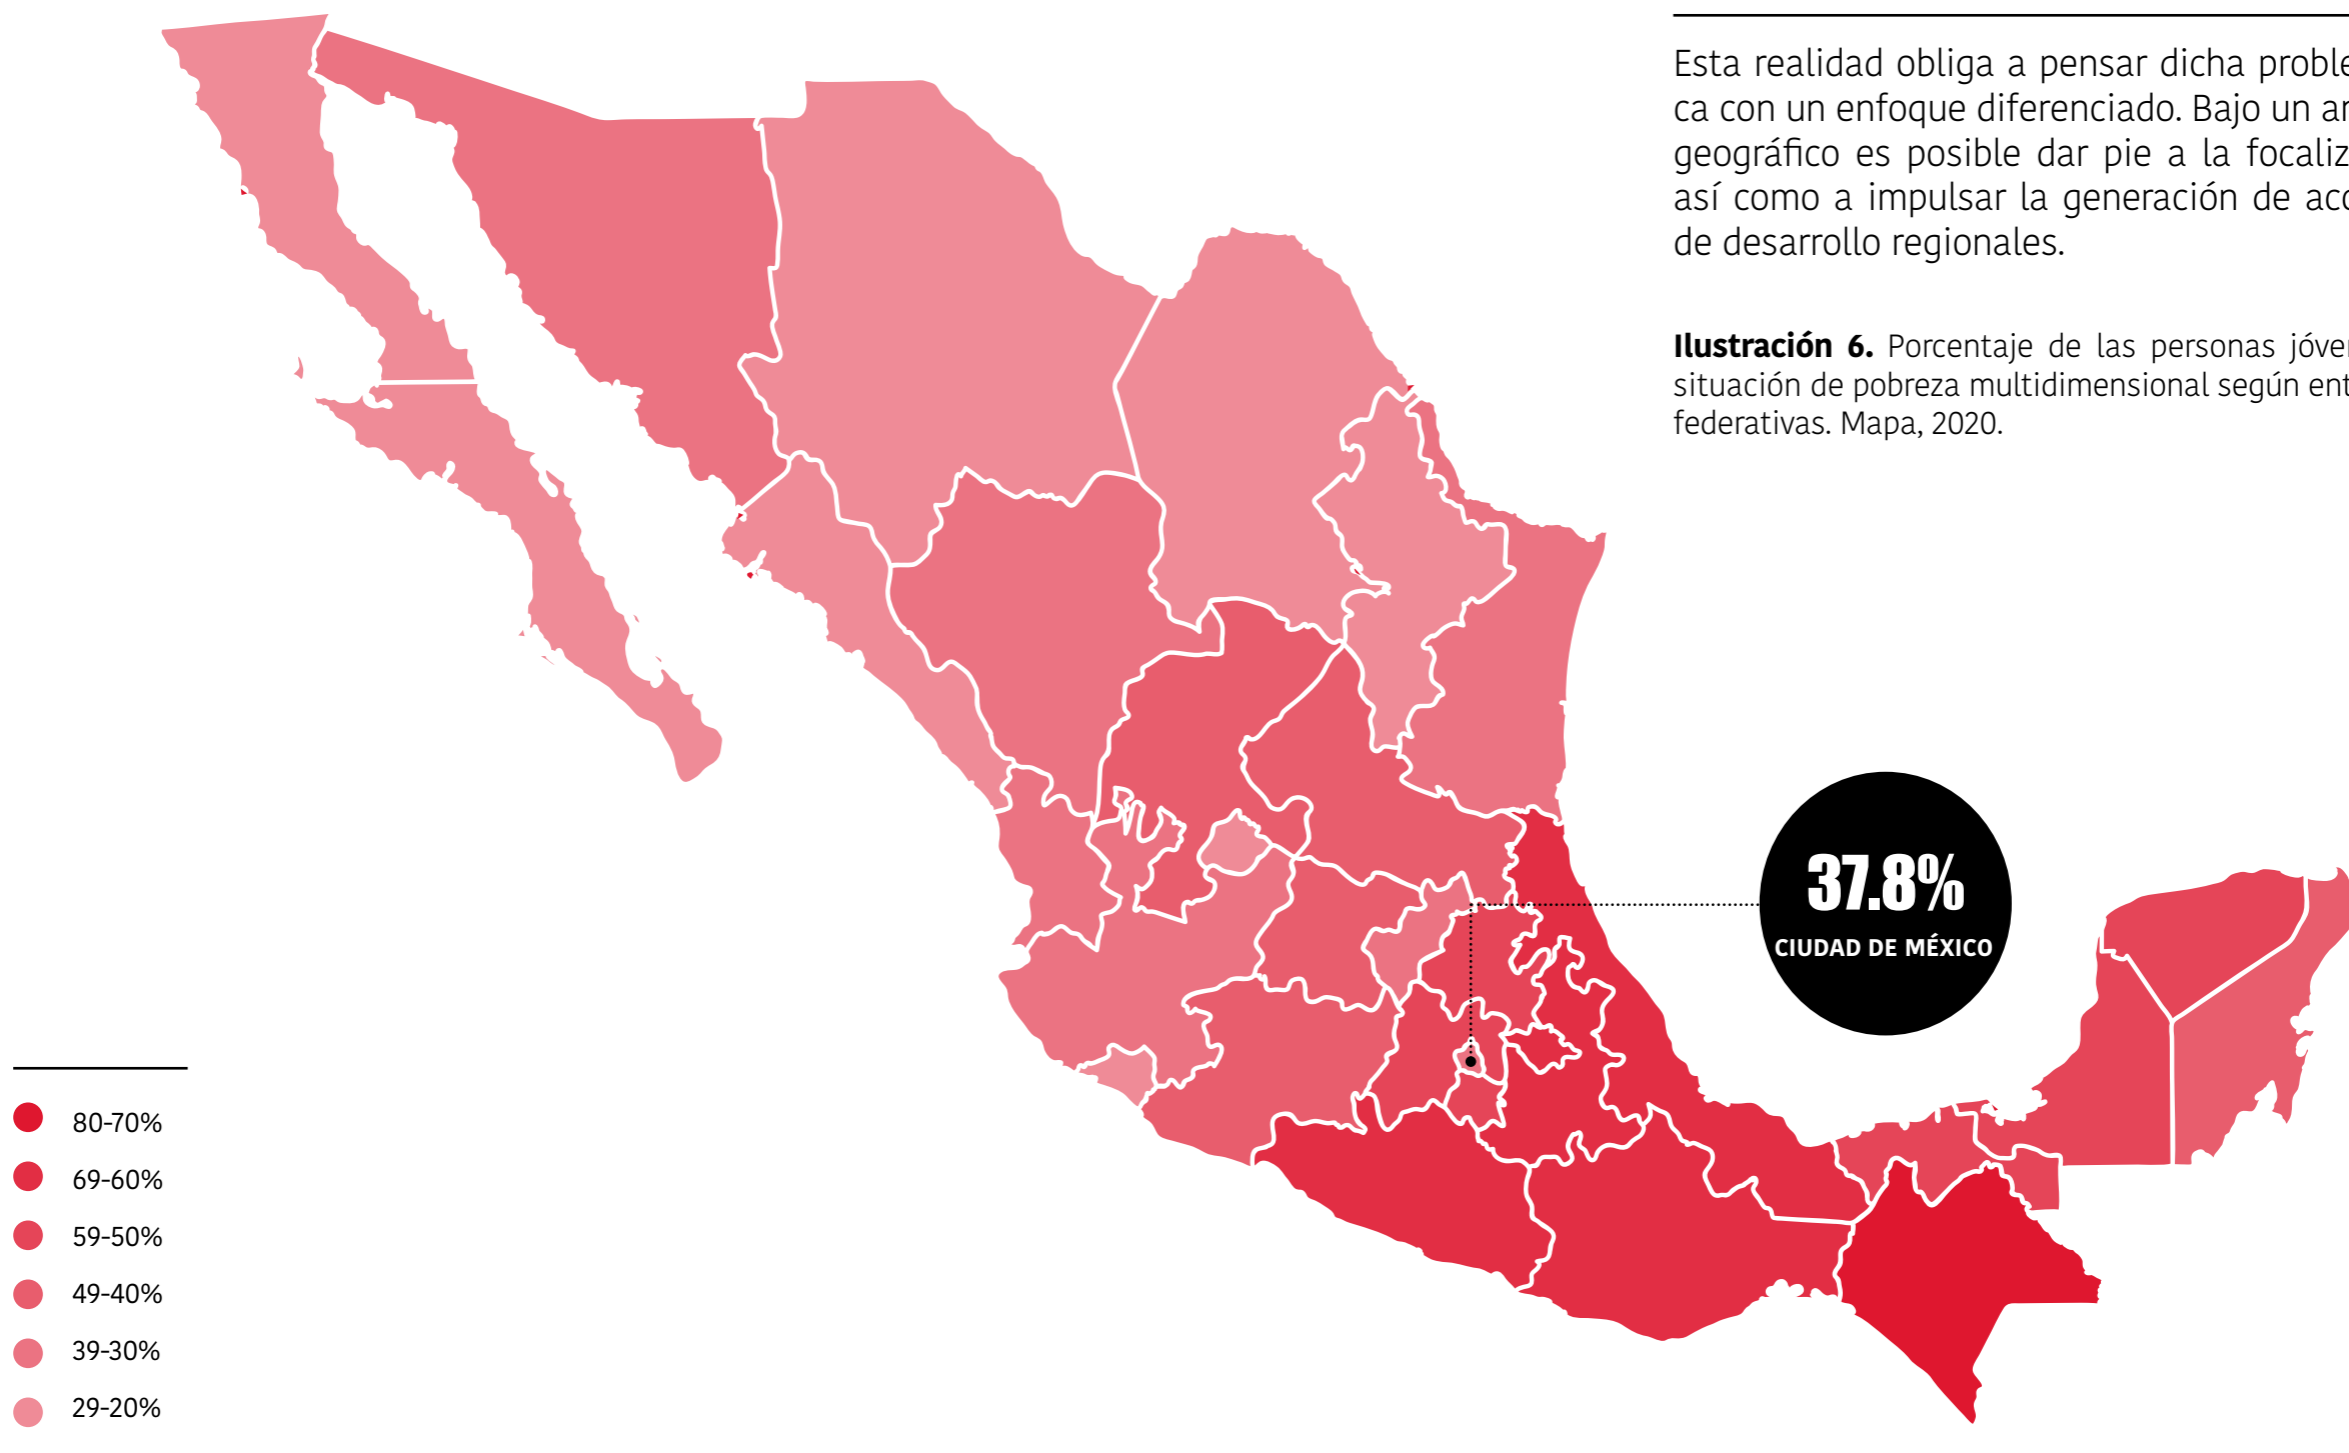 Esta realidad obliga a pensar dicha proble
ca con un enfoque diferenciado. Bajo un
geográfico es posible dar pie a la focaliz
así como a impulsar la generación de acc
de desarrollo regionales.
Ilustración 6. Porcentaje de las personas jóve
situación de pobreza multidimensional según ent
federativas. Mapa, 2020.
37.8%
CIUDAD DE MÉXICO
80-70%
69-60%
59-50%
49-40%
39-30%
29-20%